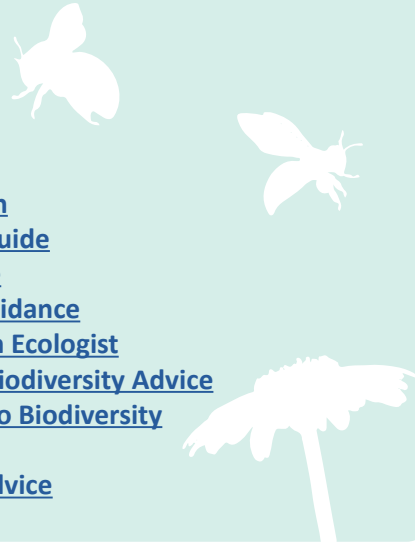 uide
idance
Ecologist
iodiversity Advice
o Biodiversity
dvice